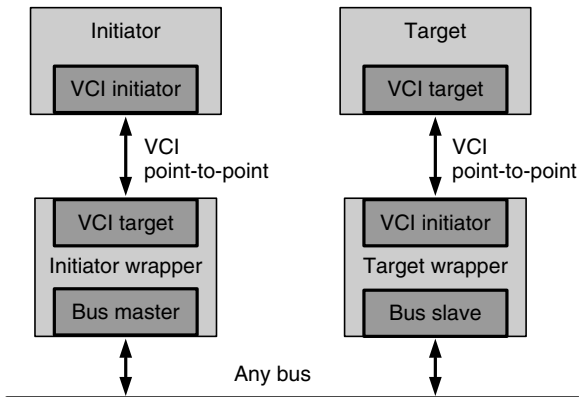 Initiator
VCI initiator
VCI
point-to-point
VCI target
Initiator wrapper
Bus master
Target
VCI target
VCI
point-to-point
VCI initiator
Target wrapper
Bus slave
Any bus